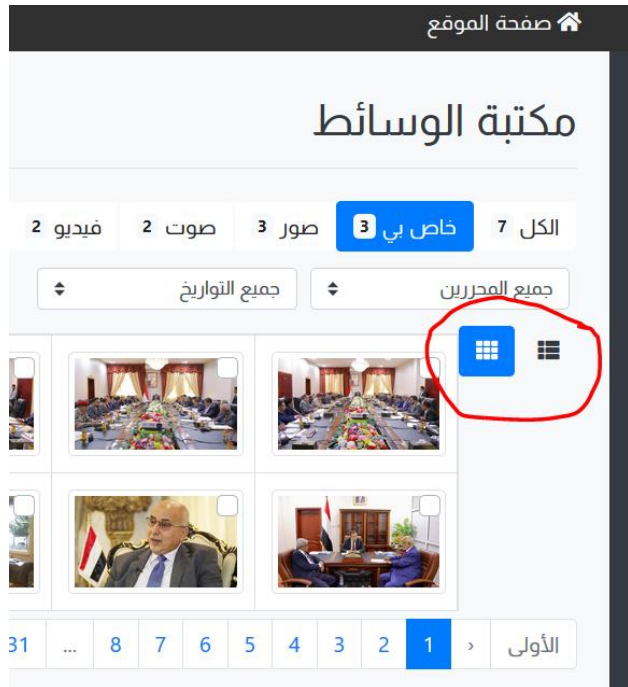 صفحة الموقع
مكتبة الوسائط
الكل 7 خاص بي 3 صور 3 صوت 2 فيديو 2
جميع المحررين جميع التواريخ
الأولى ‹ 1 2 3 4 5 6 7 8 ... 31